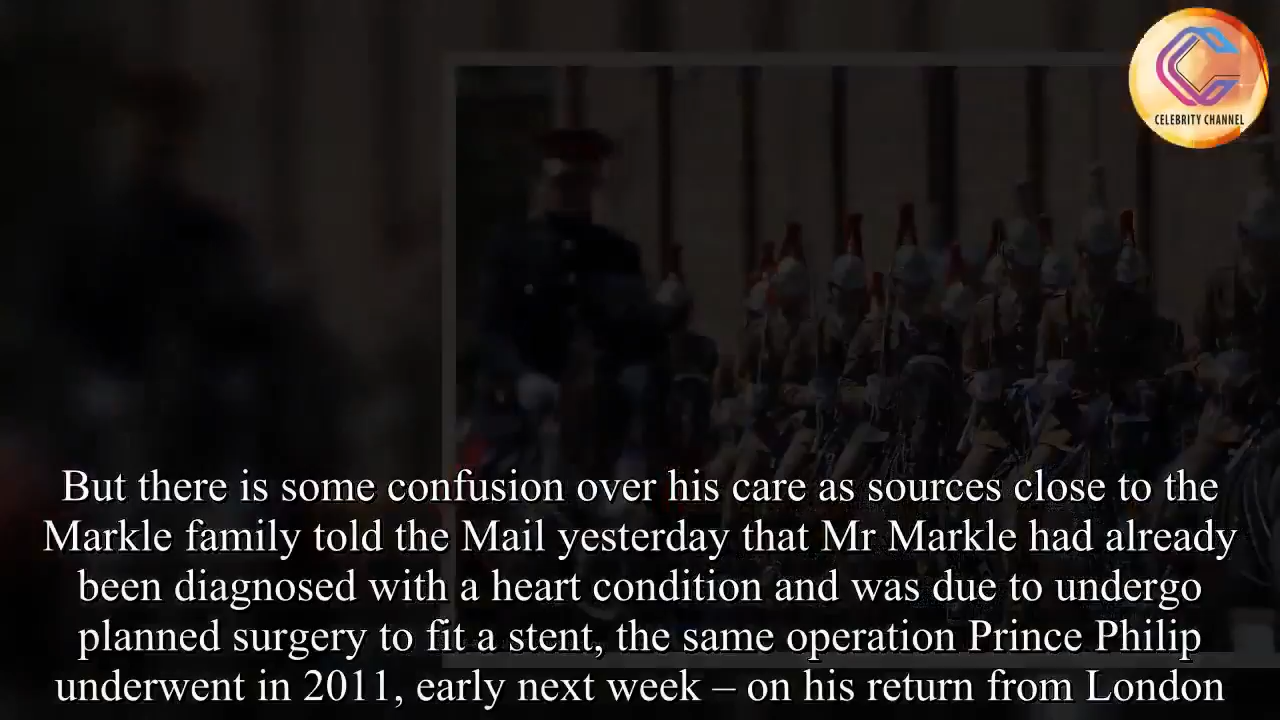 CELEBRITY CHANNEL
But there is some confusion over his care as sources close to the
Markle family told the Mail yesterday that Mr Markle had already
been diagnosed with a heart condition and was due to undergo
planned surgery to fit a stent, the same operation Prince Philip
underwent in 2011, early next week – on his return from London